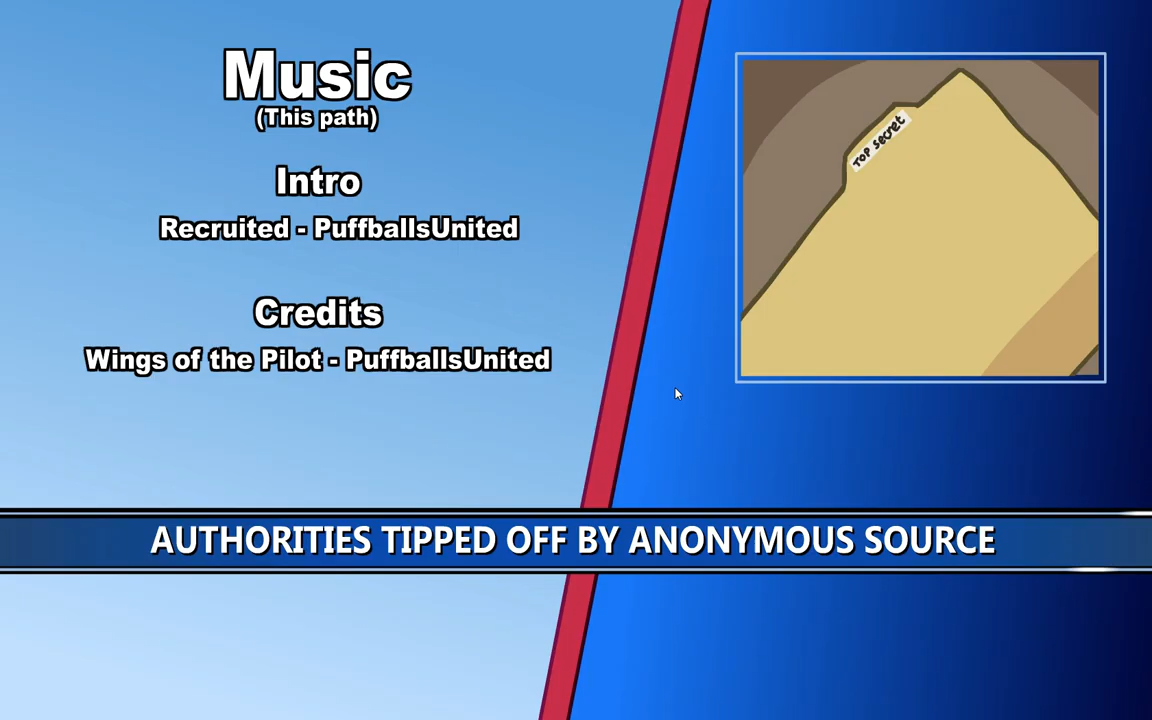 Music
(This path)
Intro
Recruited - PuffballsUnited
Credits
Wings of the Pilot - PuffballsUnited
TOP SECRET
AUTHORITIES TIPPED OFF BY ANONYMOUS SOURCE